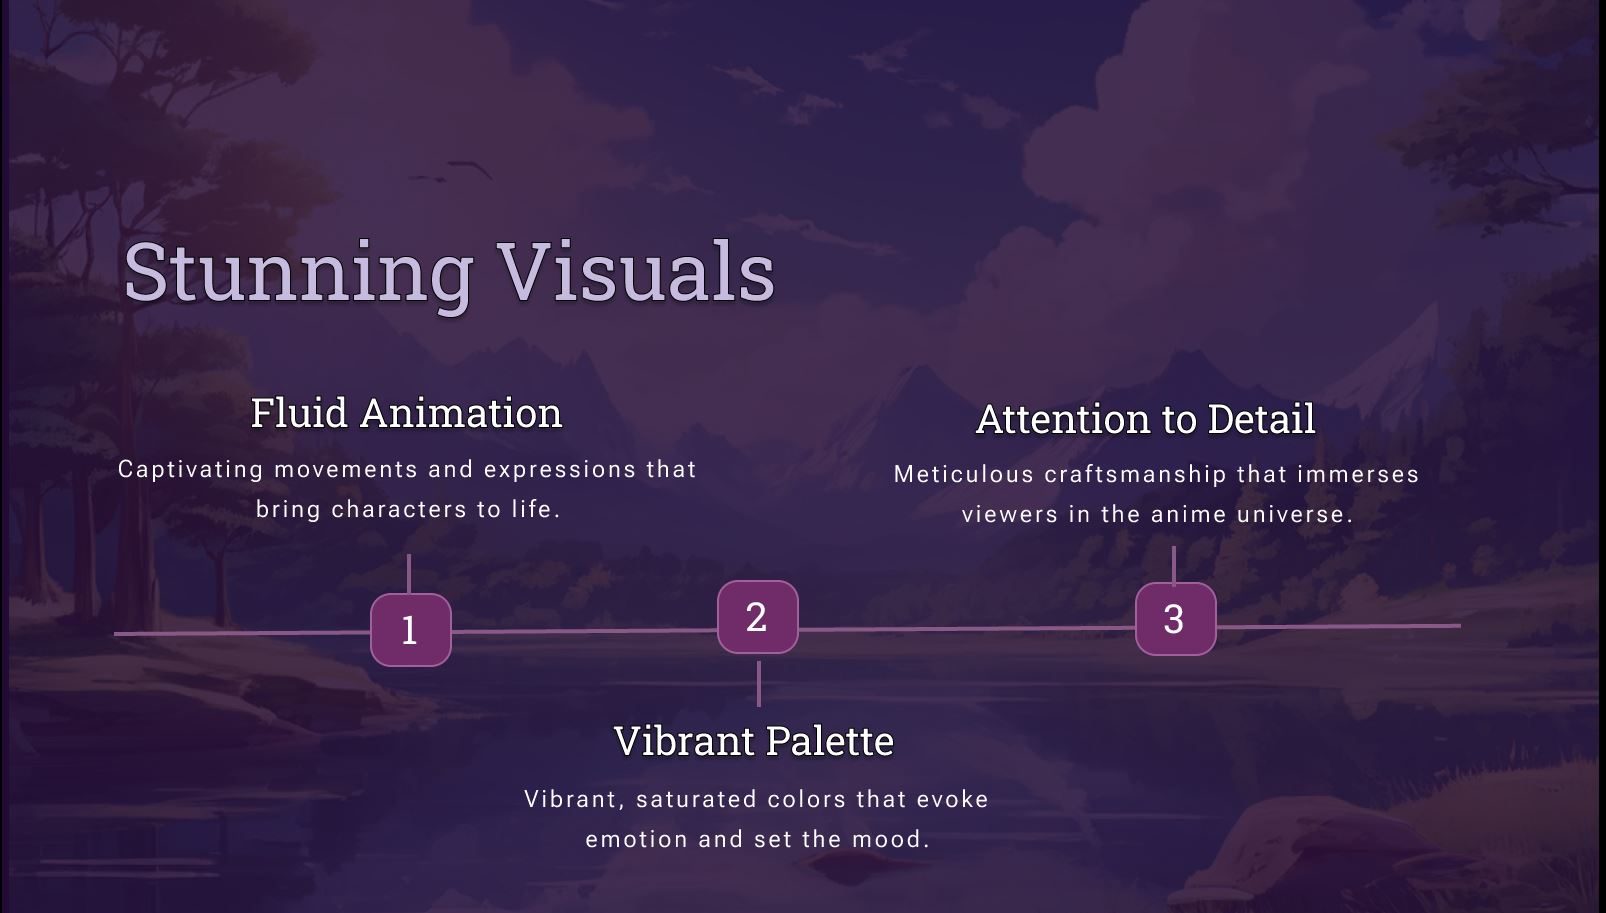 Stunning Visuals
Fluid Animation
Captivating movements and expressions that
bring characters to life.
1
2
Vibrant Palette
Vibrant, saturated colors that evoke
emotion and set the mood.
Attention to Detail
Meticulous craftsmanship that immerses
viewers in the anime universe.
3